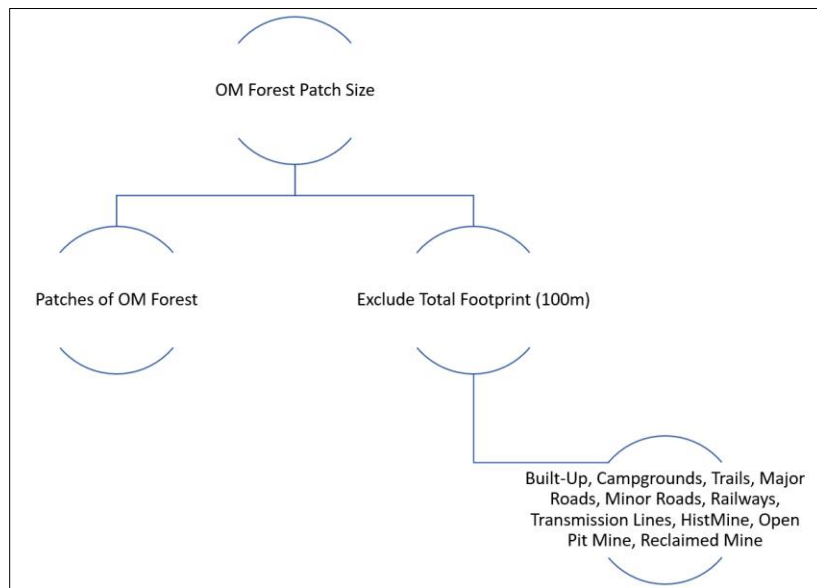 OM Forest Patch Size
Patches of OM Forest
Exclude Total Footprint (100m)
Built-Up, Campgrounds, Trails, Major
Roads, Minor Roads, Railways,
Transmission Lines, HistMine, Open
Pit Mine, Reclaimed Mine